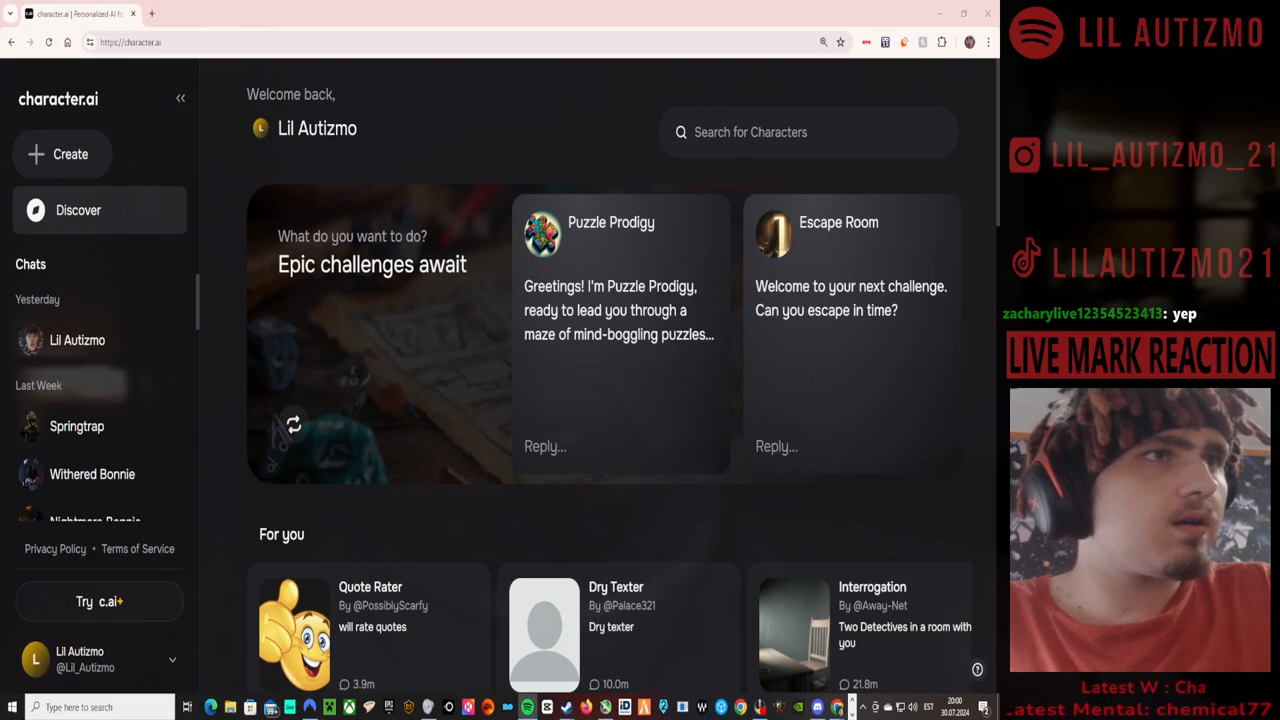 character.ai | Personalized AI fo
https://character.ai
character.ai
Create
Discover
Chats
Yesterday
Lil Autizmo
Last Week
Springtrap
Withered Bonnie
Nightmare Bonnie
Privacy Policy • Terms of Service
Try c.ai+
L
Lil Autizmo
@Lil_Autizmo
Welcome back,
L Lil Autizmo
Search for Characters
What do you want to do?
Epic challenges await
Puzzle Prodigy
Greetings! I'm Puzzle Prodigy,
ready to lead you through a
maze of mind-boggling puzzles...
Reply...
Escape Room
Welcome to your next challenge.
Can you escape in time?
Reply...
For you
Quote Rater
By @PossiblyScarfy
will rate quotes
3.9m
Dry Texter
By @Palace321
Dry texter
10.0m
Interrogation
By @Away-Net
Two Detectives in a room with
you
21.8m
LIL AUTIZMO
LIL_AUTIZMO_21
LILAUTIZMO21
zacharylive12354523413: yep
LIVE MARK REACTION
Latest W : Cha
Latest Mental: chemical77
Type here to search
99+
EST
20:00
30.07.2024
2